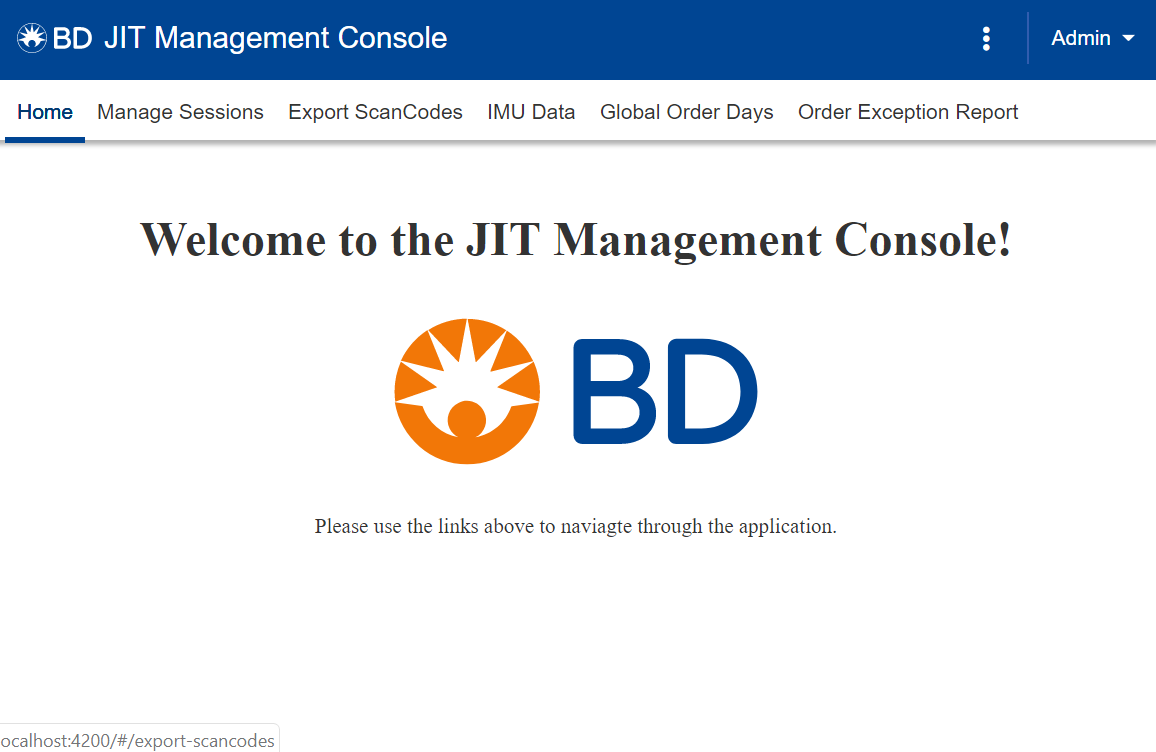 BD JIT Management Console
Admin
Home Manage Sessions Export ScanCodes IMU Data Global Order Days Order Exception Report
Welcome to the JIT Management Console!
BD
Please use the links above to naviagte through the application.
ocalhost:4200/#/export-scancodes